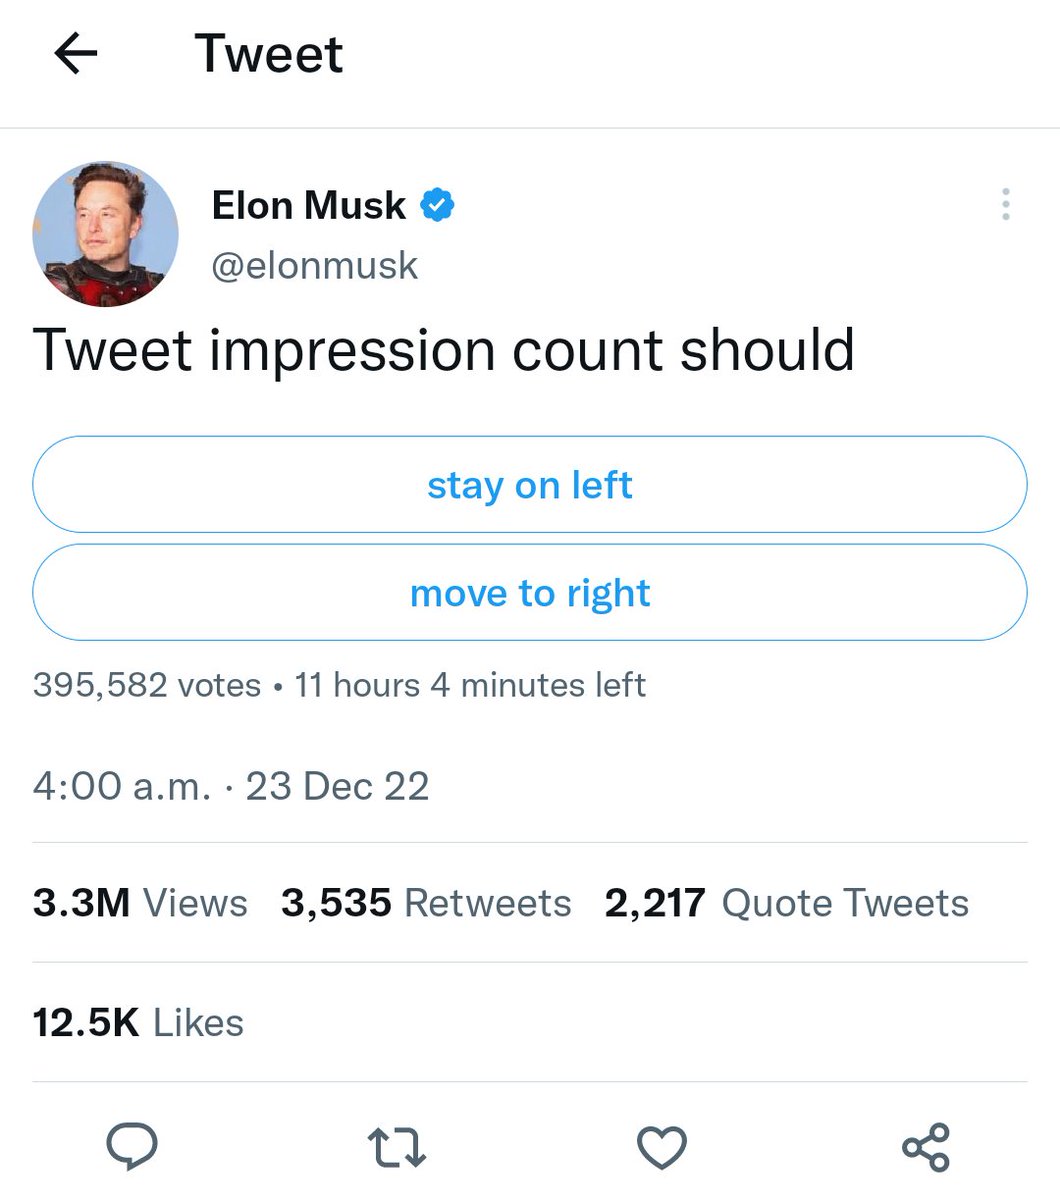 Tweet
Elon Musk
@elonmusk
Tweet impression count should
stay on left
move to right
395,582 votes • 11 hours 4 minutes left
4:00 a.m. · 23 Dec 22
3.3M Views 3,535 Retweets 2,217 Quote Tweets
12.5K Likes